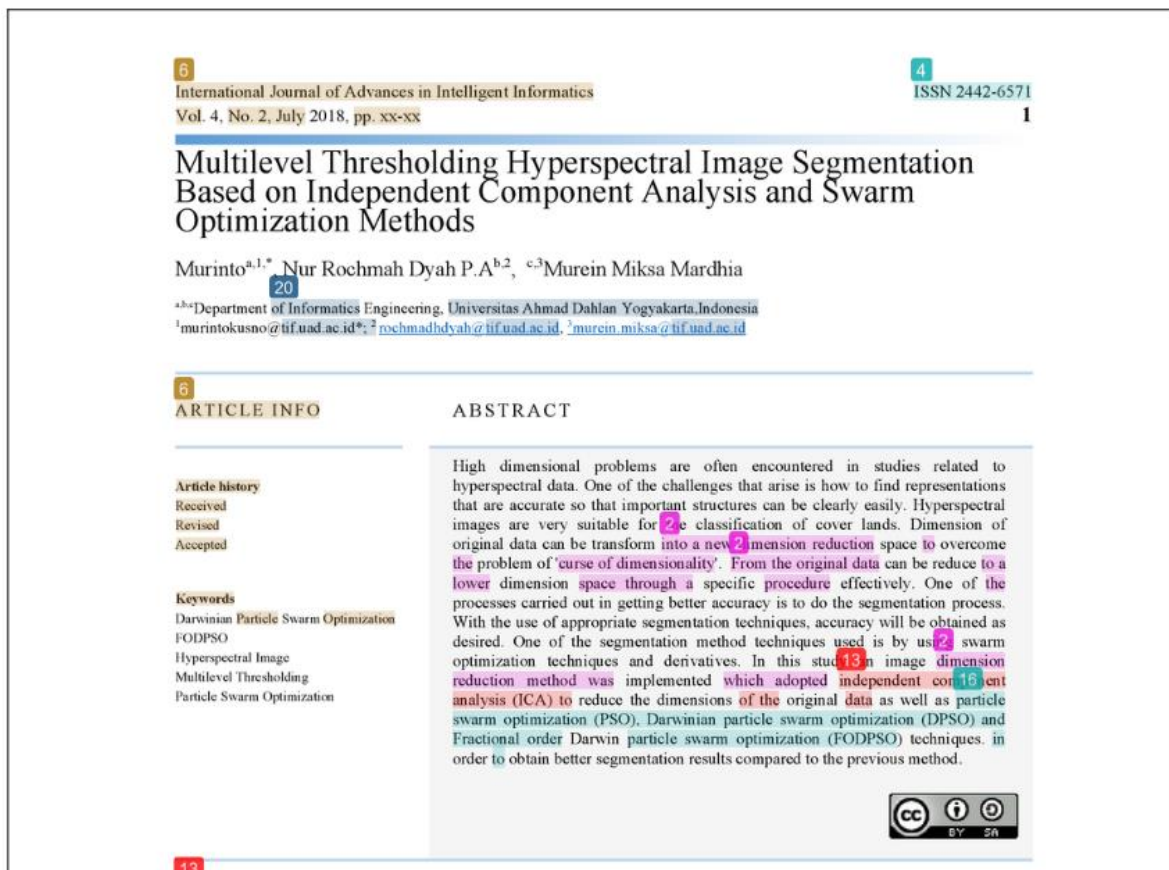 6
4
International Journal of Advances in Intelligent Informatics
ISSN 2442-6571
Vol. 4, No. 2, July 2018, pp. xx-xx
1
Multilevel Thresholding Hyperspectral Image Segmentation
Based on Independent Component Analysis and Swarm
Optimization Methods
Murinto a,1,*, Nur Rochmah Dyah P.A b,2, c,3 Murein Miksa Mardhia
20
a,b,c Department of Informatics Engineering, Universitas Ahmad Dahlan Yogyakarta,Indonesia
1 murintokusno@tif.uad.ac.id*; 2 rochmadhdyah@tif.uad.ac.id, 3 murein.miksa@tif.uad.ac.id
6
ARTICLE INFO
Article history
Received
Revised
Accepted
Keywords
Darwinian Particle Swarm Optimization
FODPSO
Hyperspectral Image
Multilevel Thresholding
Particle Swarm Optimization
ABSTRACT
High dimensional problems are often encountered in studies related to
hyperspectral data. One of the challenges that arise is how to find representations
that are accurate so that important structures can be clearly easily. Hyperspectral
images are very suitable for 2 classification of cover lands. Dimension of
original data can be transform into a new 2 dimension reduction space to overcome
the problem of 'curse of dimensionality'. From the original data can be reduce to a
lower dimension space through a specific procedure effectively. One of the
processes carried out in getting better accuracy is to do the segmentation process.
With the use of appropriate segmentation techniques, accuracy will be obtained as
desired. One of the segmentation method techniques used is by using 2 swarm
optimization techniques and derivatives. In this study 13 an image dimension
reduction method was implemented which adopted independent component 16
analysis (ICA) to reduce the dimensions of the original data as well as particle
swarm optimization (PSO), Darwinian particle swarm optimization (DPSO) and
Fractional order Darwin particle swarm optimization (FODPSO) techniques. in
order to obtain better segmentation results compared to the previous method.
cc BY SA
13